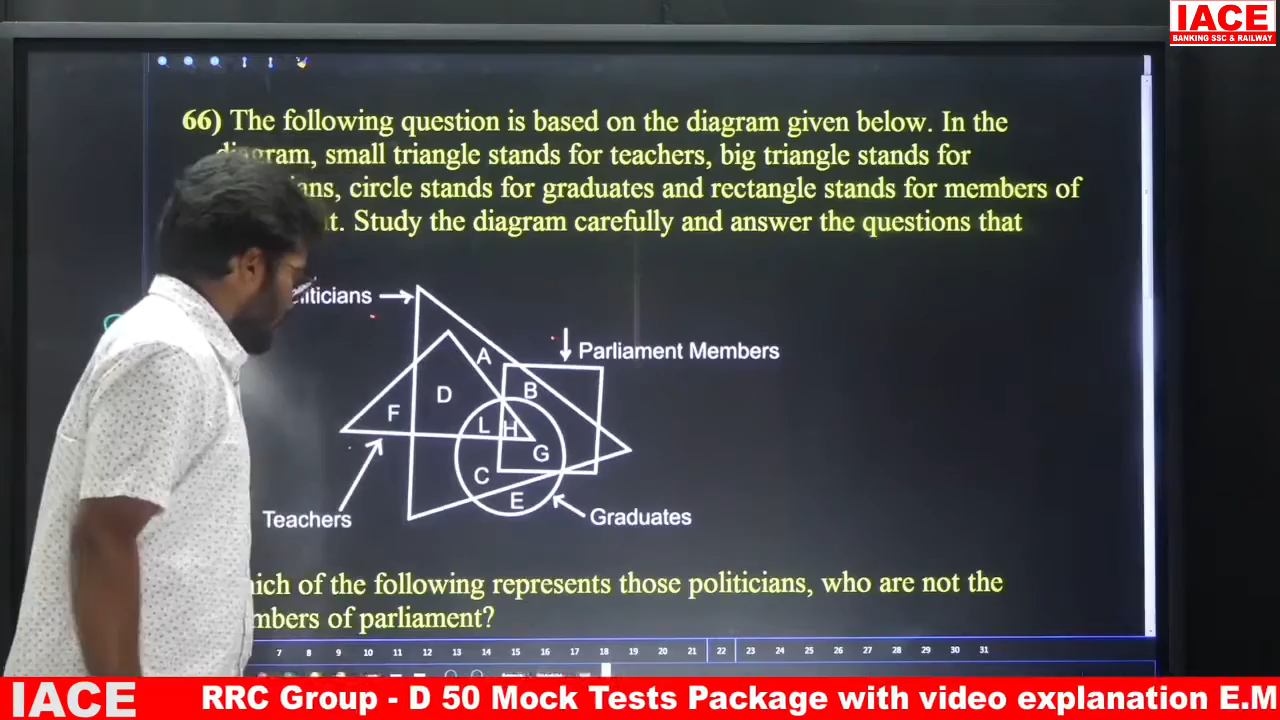 IACE
BANKING SSC & RAILWAY
66) The following question is based on the diagram given below. In the
diagram, small triangle stands for teachers, big triangle stands for
circle stands for graduates and rectangle stands for members of
Study the diagram carefully and answer the questions that
A
Parliament Members
B
D
F
L H
G
C
E
Teachers
Graduates
of the following represents those politicians, who are not the
of parliament?
7 8 9 10 11 12 13 14 15 16 17 18 19 20 21 22 23 24 25 26 27 28 29 30 31
IACE RRC Group - D 50 Mock Tests Package with video explanation E.M